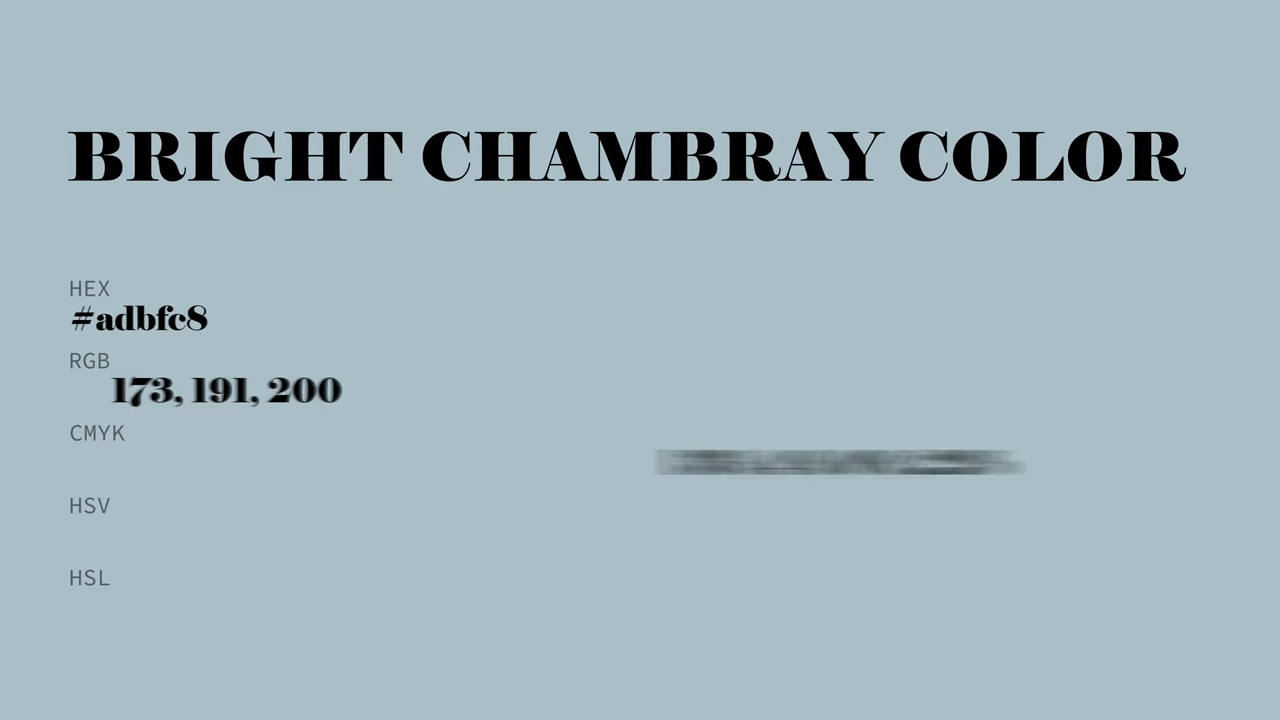 BRIGHT CHAMBRAY COLOR
HEX
#adbfc8
RGB
173, 191, 200
CMYK
HSV
HSL